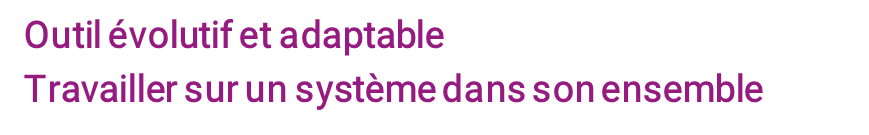 Outil évolutif et adaptable
Travailler sur un système dans son ensemble